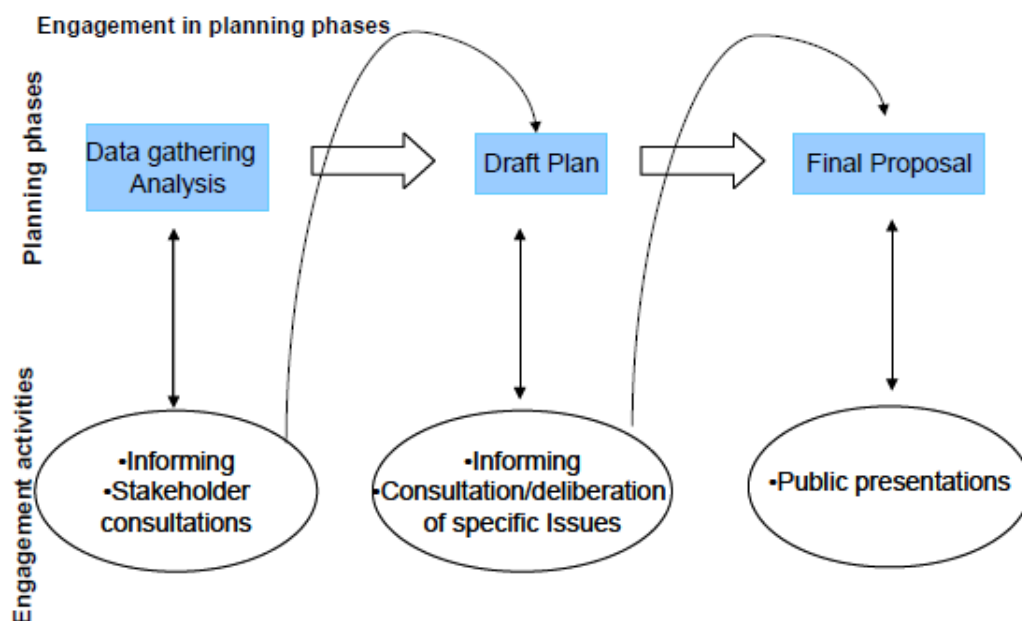 Engagement in planning phases
Planning phases
Data gathering
Analysis
Draft Plan
Final Proposal
Engagement activities
•Informing
•Stakeholder
consultations
•Informing
•Consultation/deliberation
of specific Issues
•Public presentations